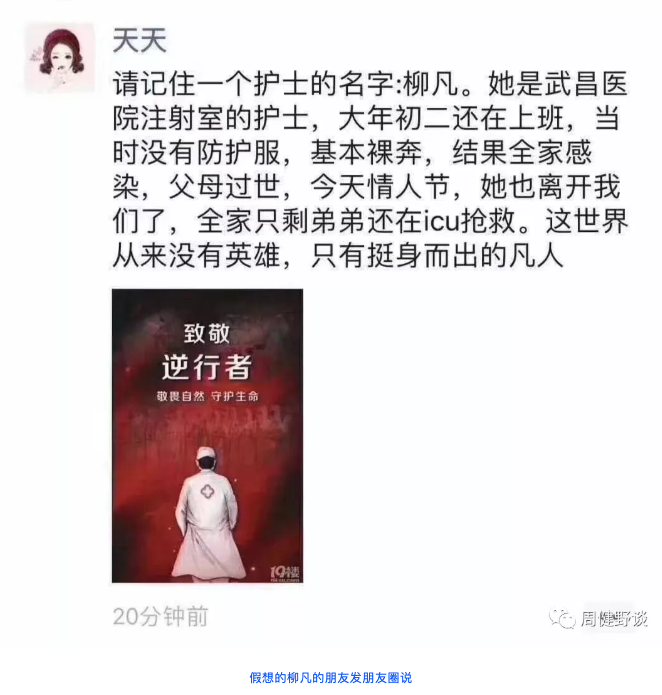 天天
请记住一个护士的名字:柳凡。她是武昌医
院注射室的护士，大年初二还在上班，当
时没有防护服，基本裸奔，结果全家感
染，父母过世，今天情人节，她也离开我
们了，全家只剩弟弟还在icu抢救。这世界
从来没有英雄，只有挺身而出的凡人
致敬
逆行者
敬畏自然 守护生命
19楼
20分钟前
周健野谈
假想的柳凡的朋友发朋友圈说